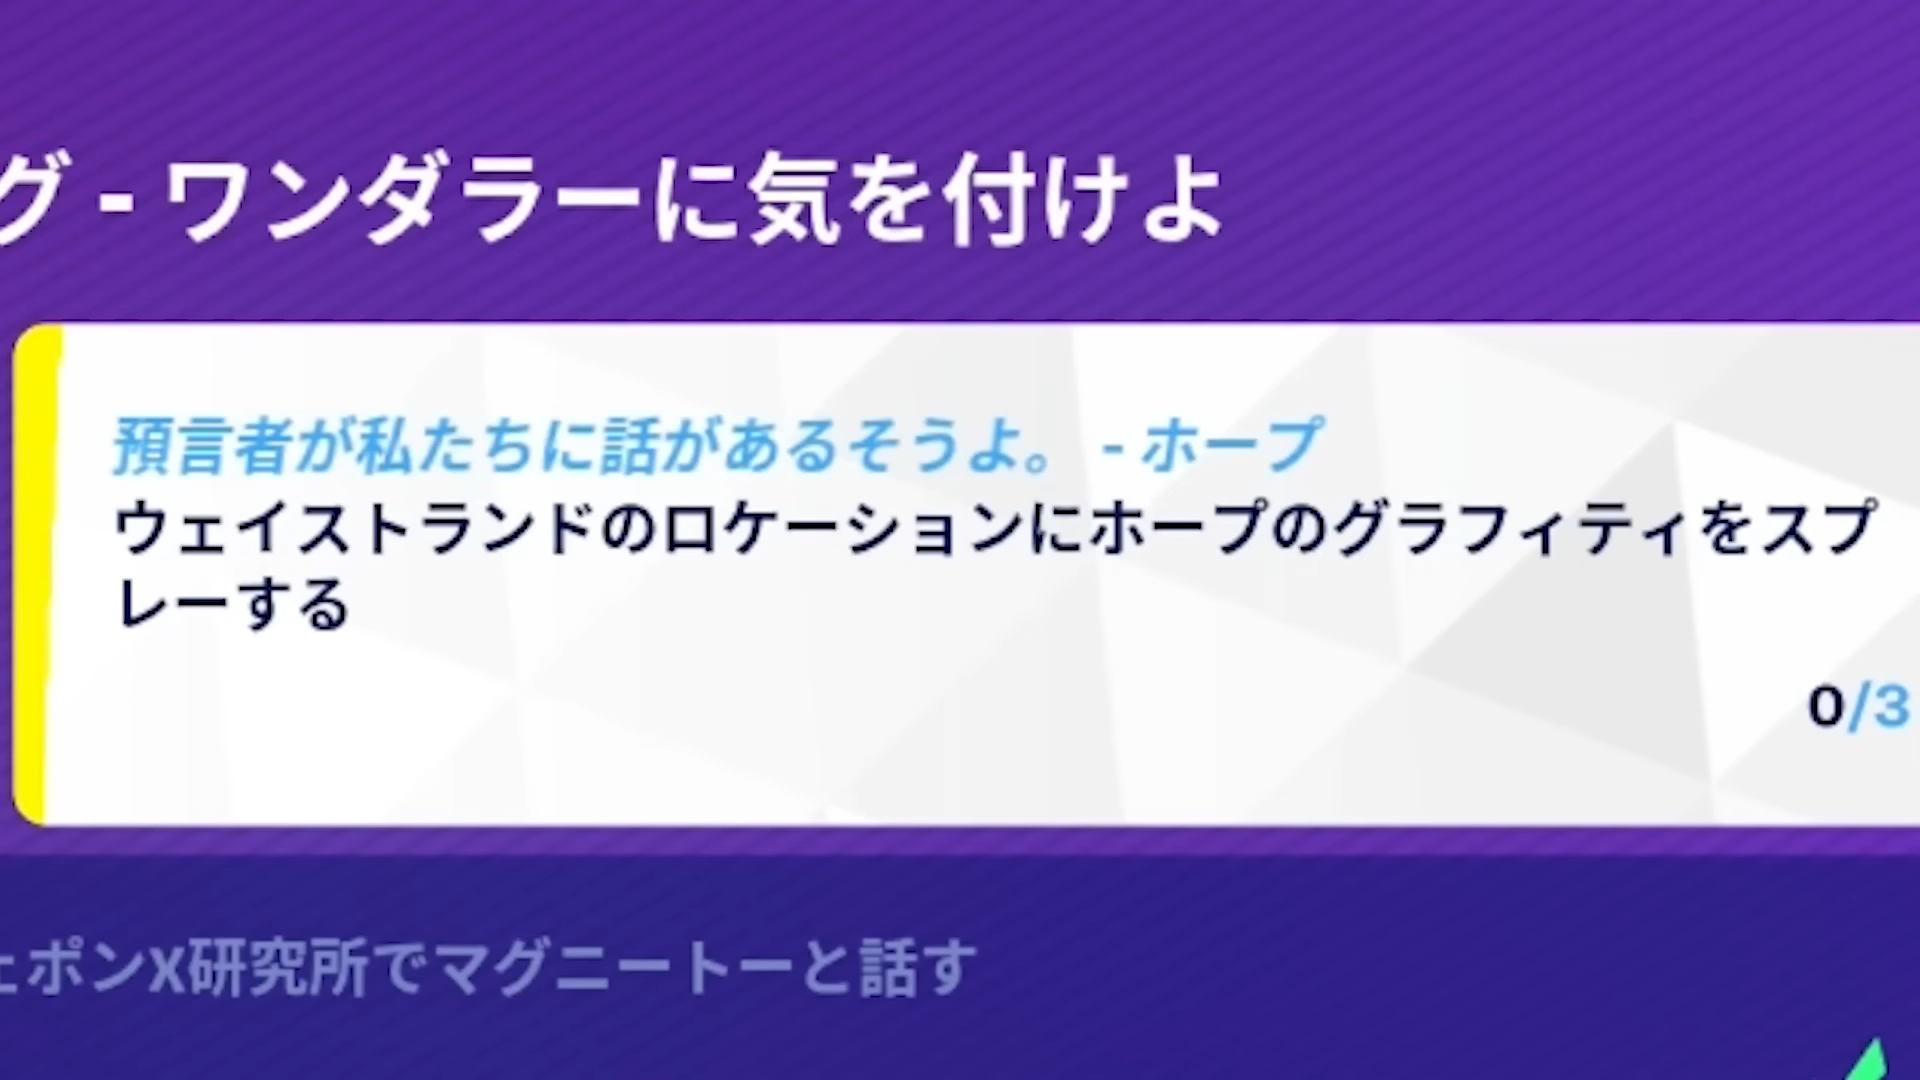 グ - ワンダラーに気を付けよ
預言者が私たちに話があるそうよ。 - ホープ
ウェイストランドのロケーションにホープのグラフィティをスプ
レーする
0/3
ェポンX研究所でマグニートーと話す